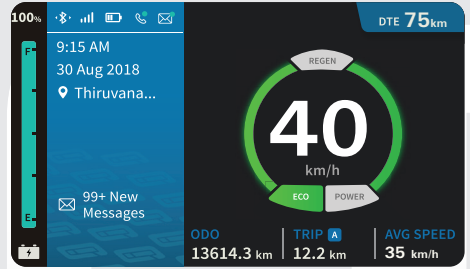 100%
DTE 75km
9:15 AM
30 Aug 2018
Thiruvana...
F
REGEN
40
km/h
ECO
POWER
99+ New
Messages
E
ODO
13614.3 km
TRIP A
12.2 km
AVG SPEED
35 km/h